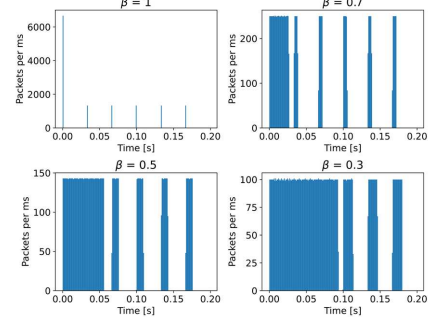 β = 1
Packets per ms
6000
4000
2000
0
0.00 0.05 0.10 0.15 0.20
Time [s]
β = 0.7
Packets per ms
200
100
0
0.00 0.05 0.10 0.15 0.20
Time [s]
β = 0.5
Packets per ms
150
100
50
0
0.00 0.05 0.10 0.15 0.20
Time [s]
β = 0.3
Packets per ms
100
75
50
25
0
0.00 0.05 0.10 0.15 0.20
Time [s]